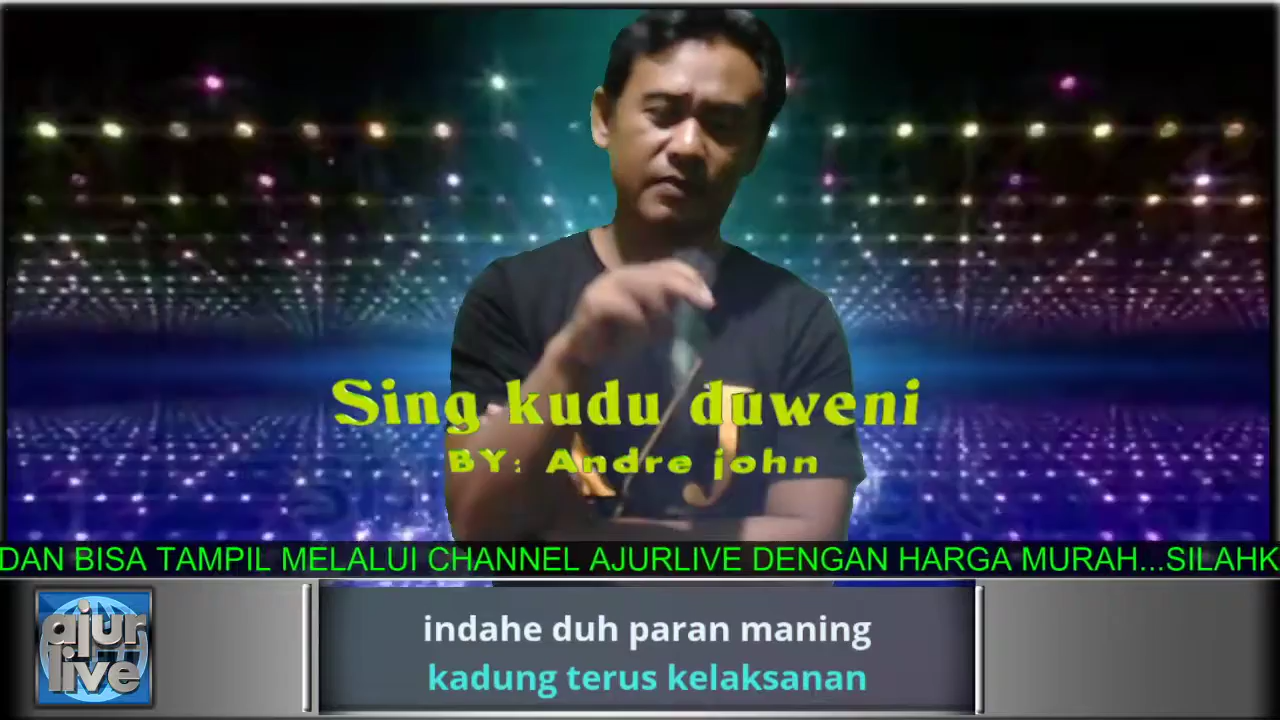 Sing kudu duweni
BY: Andre john
DAN BISA TAMPIL MELALUI CHANNEL AJURLIVE DENGAN HARGA MURAH...SILAHK
indahe duh paran maning
kadung terus kelaksanan
ajur
live